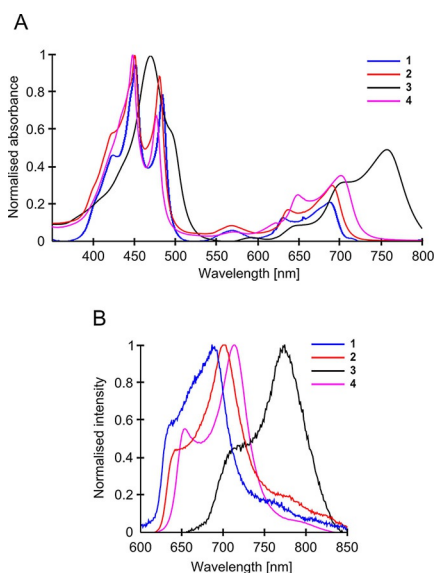 A
1
2
3
4
Normalised absorbance
1
0.8
0.6
0.4
0.2
0
400 450 500 550 600 650 700 750 800
Wavelength [nm]
B
1
2
3
4
Normalised intensity
1
0.8
0.6
0.4
0.2
0
600 650 700 750 800 850
Wavelength [nm]